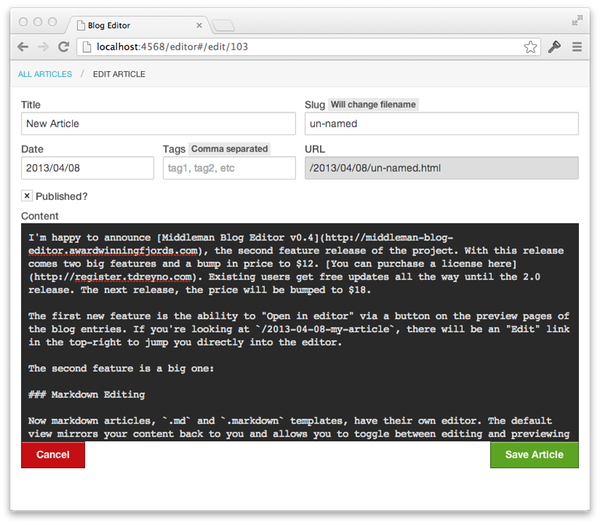 Blog Editor
localhost:4568/editor#/edit/103
ALL ARTICLES / EDIT ARTICLE
Title
New Article
Slug Will change filename
un-named
Date
2013/04/08
Tags Comma separated
tag1, tag2, etc
URL
/2013/04/08/un-named.html
× Published?
Content
I'm happy to announce [Middleman Blog Editor v0.4](http://middleman-blog-
editor.awardwinningfjords.com), the second feature release of the project. With this release
comes two big features and a bump in price to $12. [You can purchase a license here]
(http://register.tdreyno.com). Existing users get free updates all the way until the 2.0
release. The next release, the price will be bumped to $18.
The first new feature is the ability to "Open in editor" via a button on the preview pages of
the blog entries. If you're looking at `/2013-04-08-my-article`, there will be an "Edit" link
in the top-right to jump you directly into the editor.
The second feature is a big one:
### Markdown Editing
Now markdown articles, `.md` and `.markdown` templates, have their own editor. The default
view mirrors your content back to you and allows you to toggle between editing and previewing
Cancel
Save Article